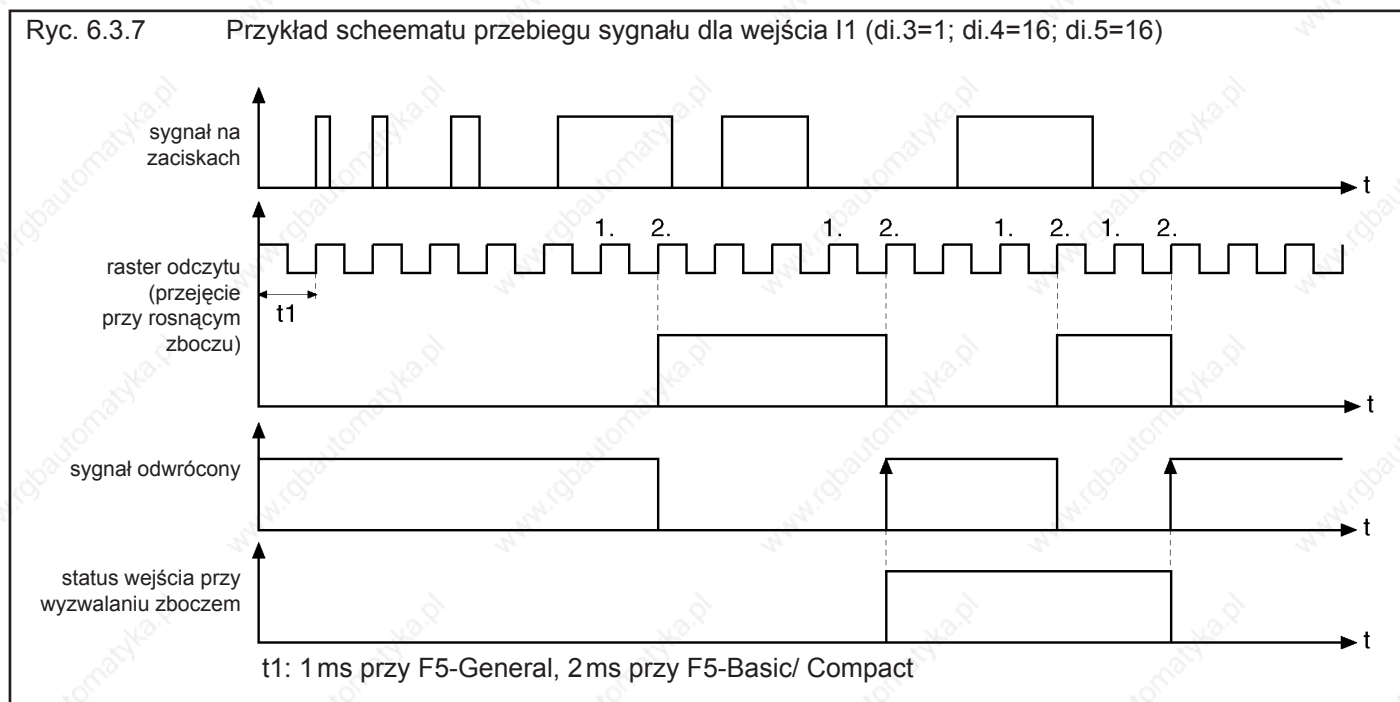 Ryc. 6.3.7 Przykład scheematu przebiegu sygnału dla wejścia I1 (di.3=1; di.4=16; di.5=16)
sygnał na
zaciskach
t
1. 2. 1. 2. 1. 2. 1. 2.
raster odczytu
(przejęcie
przy rosnącym
zboczu)
t1
t
sygnał odwrócony
t
status wejścia przy
wyzwalaniu zboczem
t
t1: 1 ms przy F5-General, 2 ms przy F5-Basic/ Compact
www.rgbautomatyka.pl